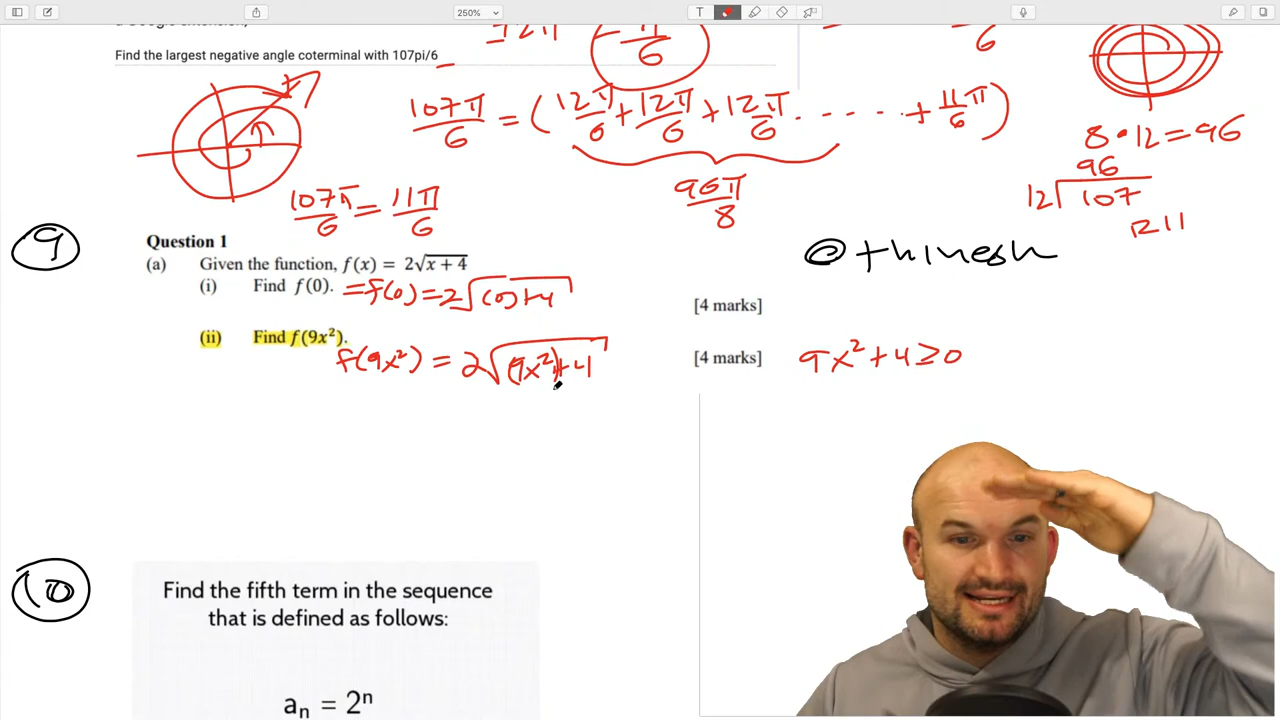 250%
Find the largest negative angle coterminal with 107pi/6
- π/6
107π/6 = (12π/6 + 12π/6 + 12π/6 ..... + 11π/6)
8 • 12 = 96
96
12 107
R11
96π/8
107π/6 = 11π/6
9
Question 1
@thinesh
(a) Given the function, f(x) = 2√x + 4
(i) Find f(0). = f(0) = 2√(0)+4
[4 marks]
(ii) Find f(9x²).
f(9x²) = 2√(9x²)+4
[4 marks] 9x² + 4 ≥ 0
10
Find the fifth term in the sequence
that is defined as follows:
aₙ = 2ⁿ